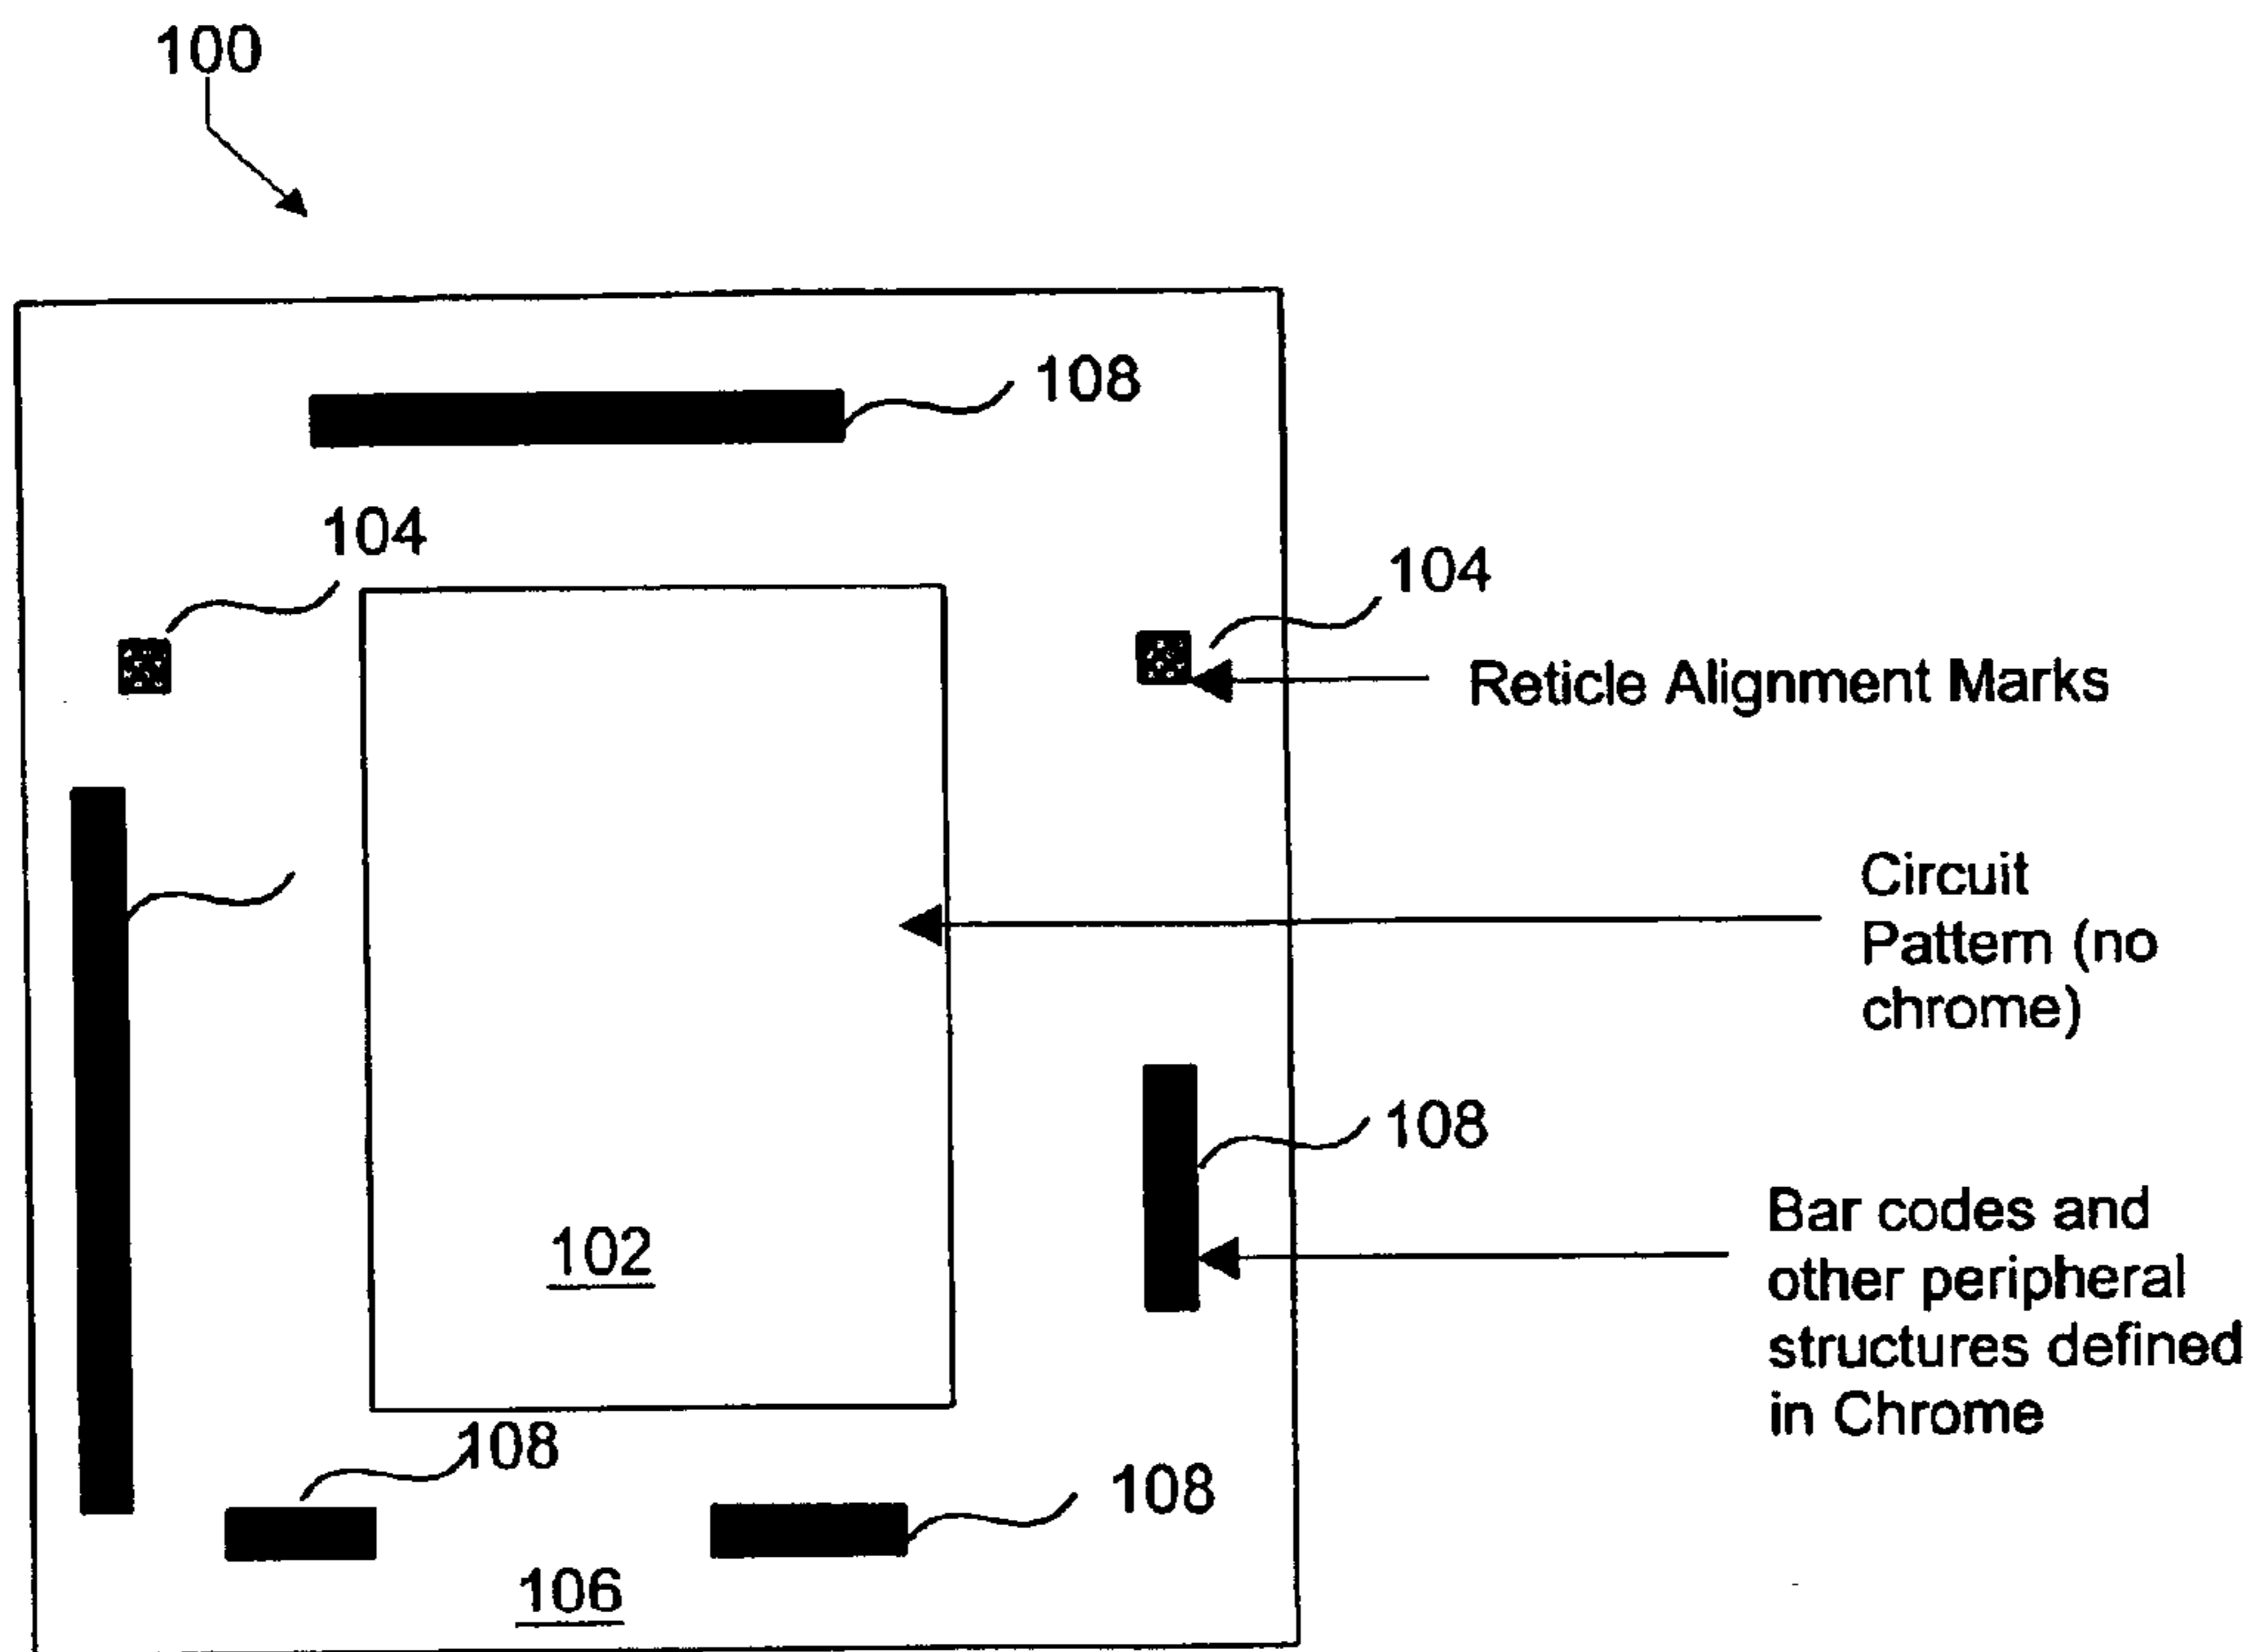 100
108
104
104
Reticle Alignment Marks
Circuit
Pattern (no
chrome)
108
Bar codes and
other peripheral
structures defined
in Chrome
102
108
108
106